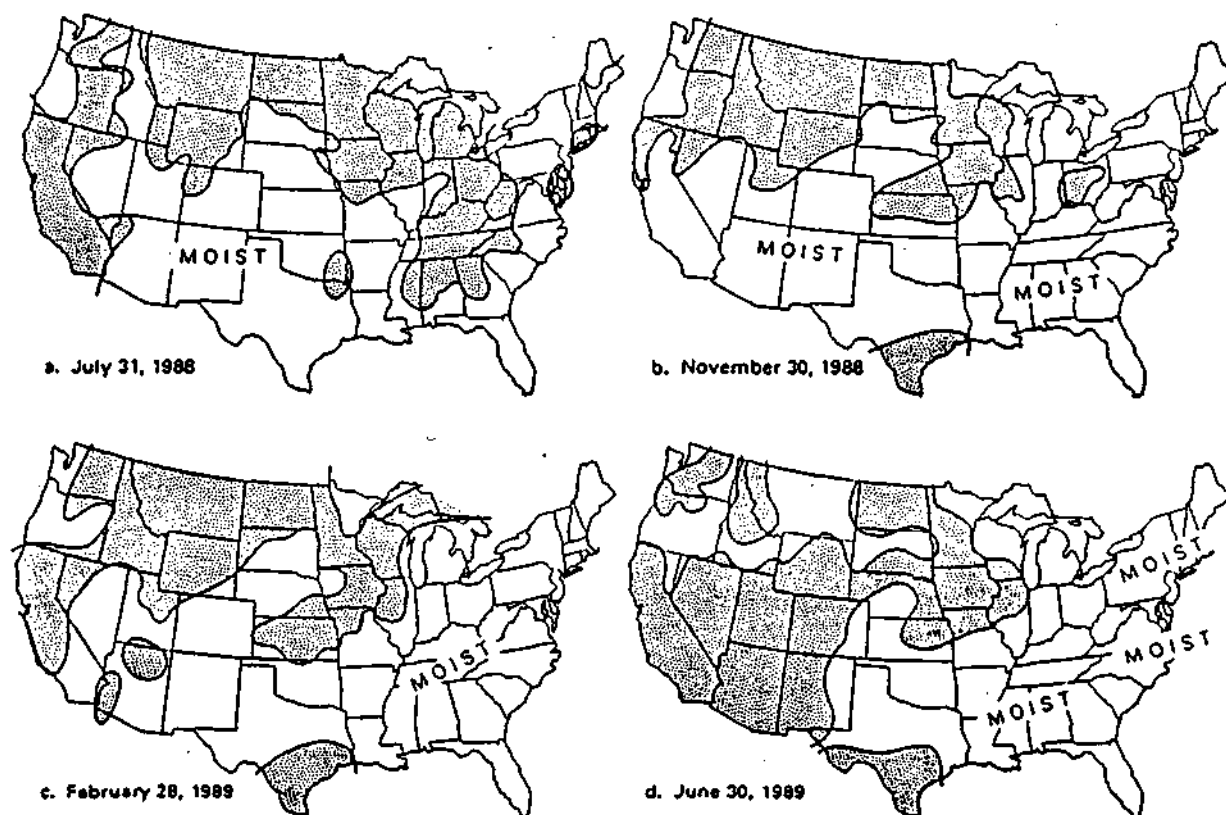 MOIST
a. July 31, 1988
MOIST
MOIST
b. November 30, 1988
MOIST
c. February 28, 1989
MOIST
MOIST
MOIST
d. June 30, 1989